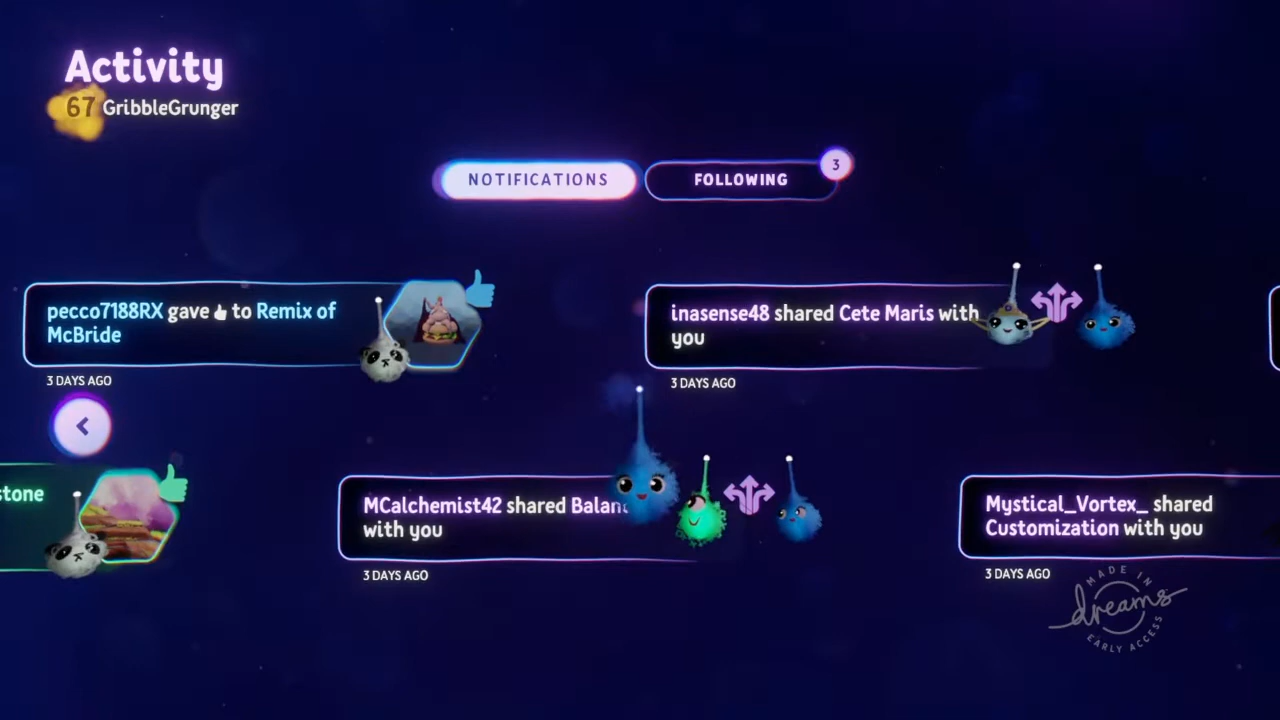 Activity
67 GribbleGrunger
NOTIFICATIONS
FOLLOWING
3
pecco7188RX gave to Remix of
McBride
3 DAYS AGO
inasense48 shared Cete Maris with
you
3 DAYS AGO
MCalchemist42 shared
with you
3 DAYS AGO
Mystical_Vortex_ shared
Customization with you
3 DAYS AGO
MADE IN
dreams
EARLY ACCESS